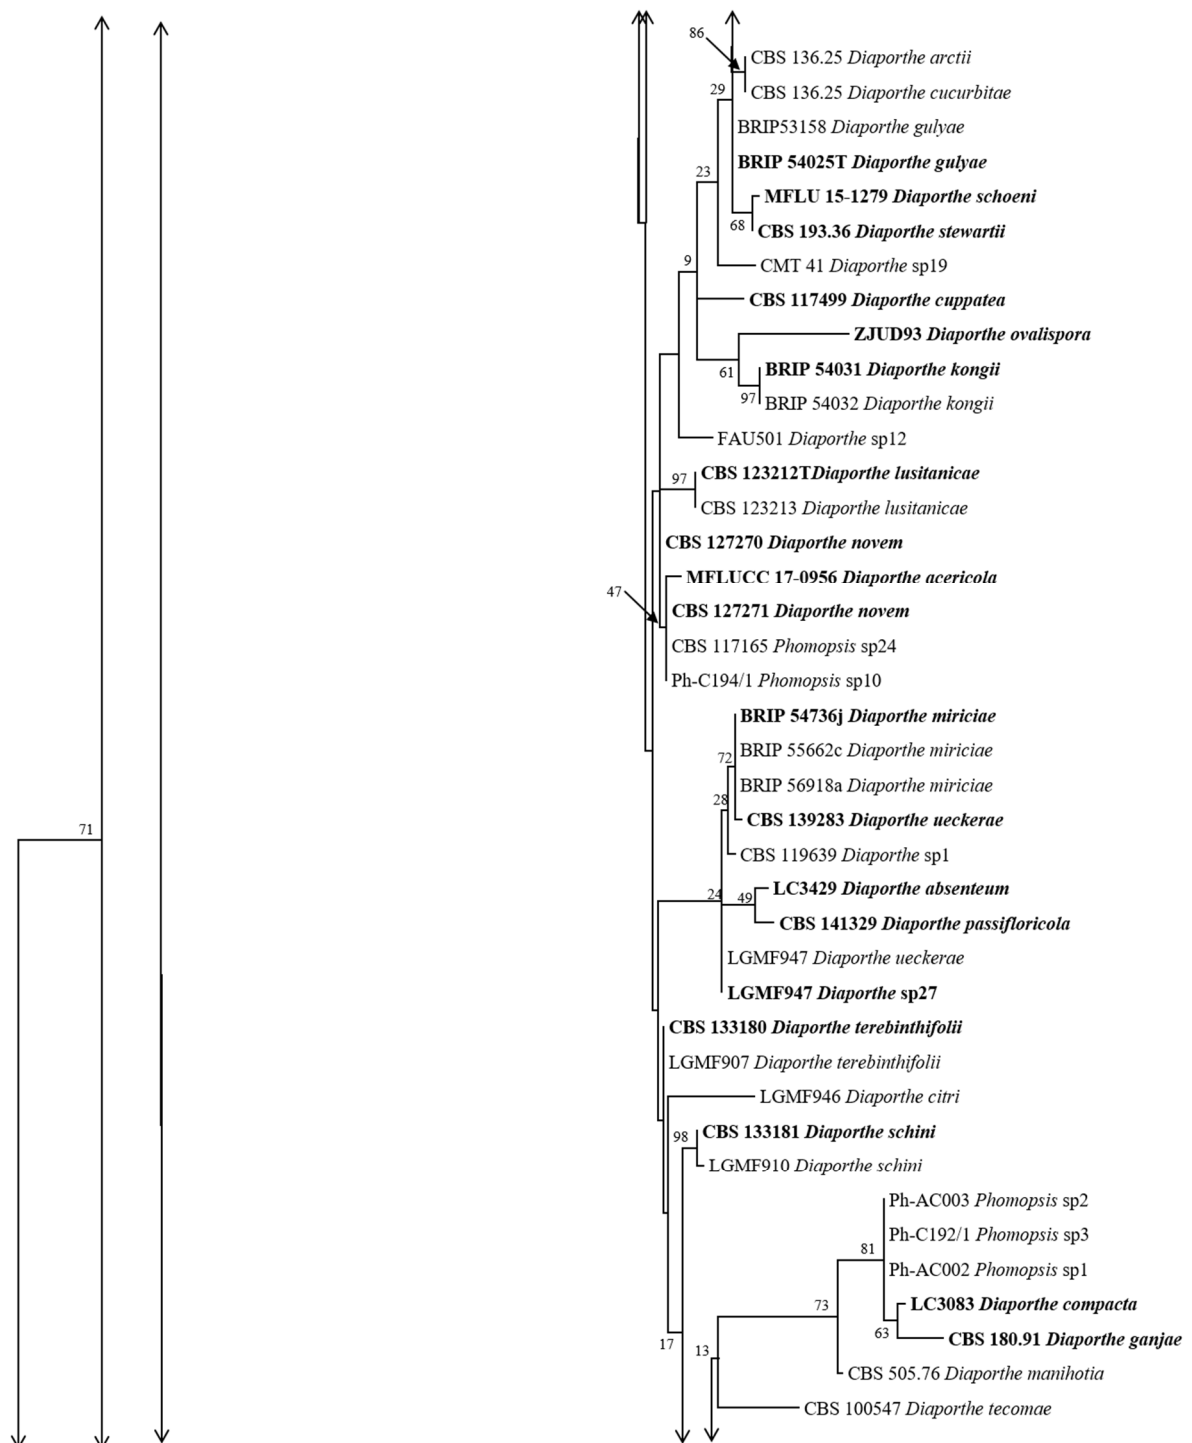 86
CBS 136.25 Diaporthe arctii
29
CBS 136.25 Diaporthe cucurbitae
BRIP53158 Diaporthe gulyae
BRIP 54025T Diaporthe gulyae
23
MFLU 15-1279 Diaporthe schoeni
68
CBS 193.36 Diaporthe stewartii
9
CMT 41 Diaporthe sp19
CBS 117499 Diaporthe cuppatea
ZJUD93 Diaporthe ovalispora
61
BRIP 54031 Diaporthe kongii
97
BRIP 54032 Diaporthe kongii
FAU501 Diaporthe sp12
97
CBS 123212TDiaporthe lusitanicae
CBS 123213 Diaporthe lusitanicae
CBS 127270 Diaporthe novem
MFLUCC 17-0956 Diaporthe acericola
47
CBS 127271 Diaporthe novem
CBS 117165 Phomopsis sp24
Ph-C194/1 Phomopsis sp10
BRIP 54736j Diaporthe miriciae
72
BRIP 55662c Diaporthe miriciae
BRIP 56918a Diaporthe miriciae
28
CBS 139283 Diaporthe ueckerae
71
CBS 119639 Diaporthe sp1
24
49
LC3429 Diaporthe absenteum
CBS 141329 Diaporthe passifloricola
LGMF947 Diaporthe ueckerae
LGMF947 Diaporthe sp27
CBS 133180 Diaporthe terebinthifolii
LGMF907 Diaporthe terebinthifolii
LGMF946 Diaporthe citri
98
CBS 133181 Diaporthe schini
LGMF910 Diaporthe schini
Ph-AC003 Phomopsis sp2
Ph-C192/1 Phomopsis sp3
81
Ph-AC002 Phomopsis sp1
73
LC3083 Diaporthe compacta
63
CBS 180.91 Diaporthe ganjae
17
13
CBS 505.76 Diaporthe manihotia
CBS 100547 Diaporthe tecomae